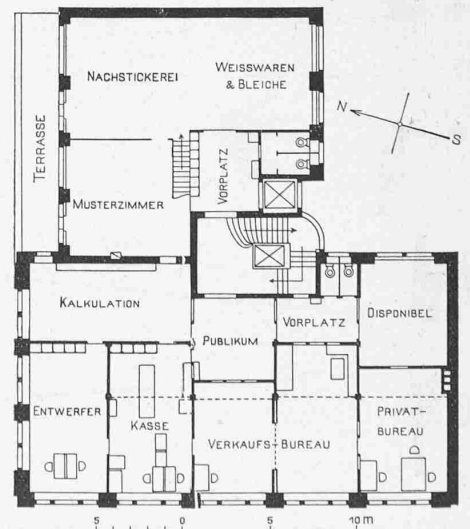 NACHSTICKEREI
WEISSWAREN
& BLEICHE
N
S
TERRASSE
VORPLATZ
MUSTERZIMMER
KALKULATION
PUBLIKUM
VORPLATZ
DISPONIBEL
ENTWERFER
KASSE
VERKAUFS-BUREAU
PRIVAT-
BUREAU
5 0 5 10 m